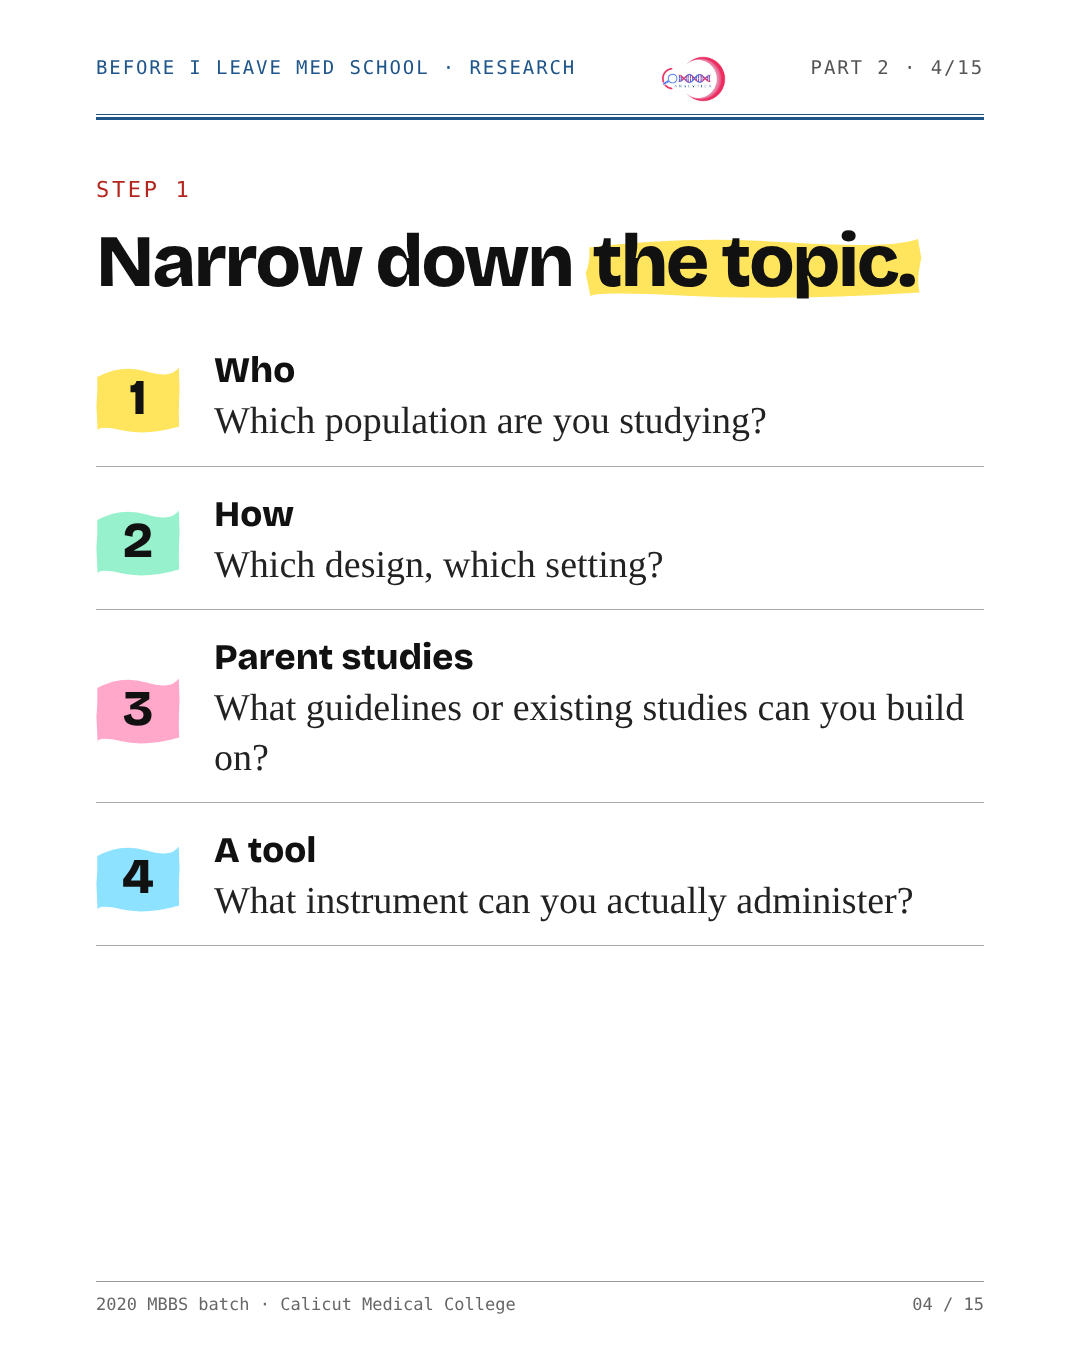 BEFORE I LEAVE MED SCHOOL · RESEARCH
PART 2 · 4/15
STEP 1
Narrow down the topic.
1
Who
Which population are you studying?
2
How
Which design, which setting?
3
Parent studies
What guidelines or existing studies can you build
on?
4
A tool
What instrument can you actually administer?
2020 MBBS batch · Calicut Medical College
04 / 15